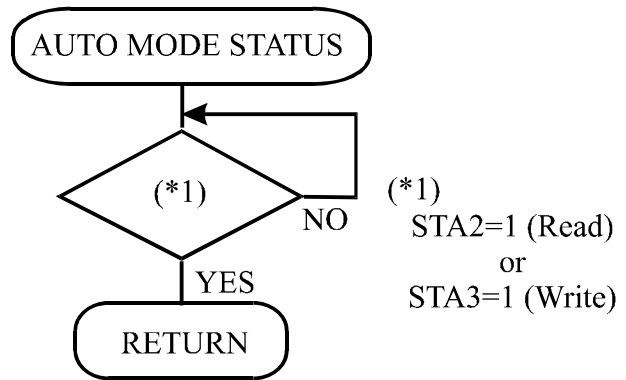 AUTO MODE STATUS
(*1)
NO
(*1)
STA2=1 (Read)
or
STA3=1 (Write)
YES
RETURN